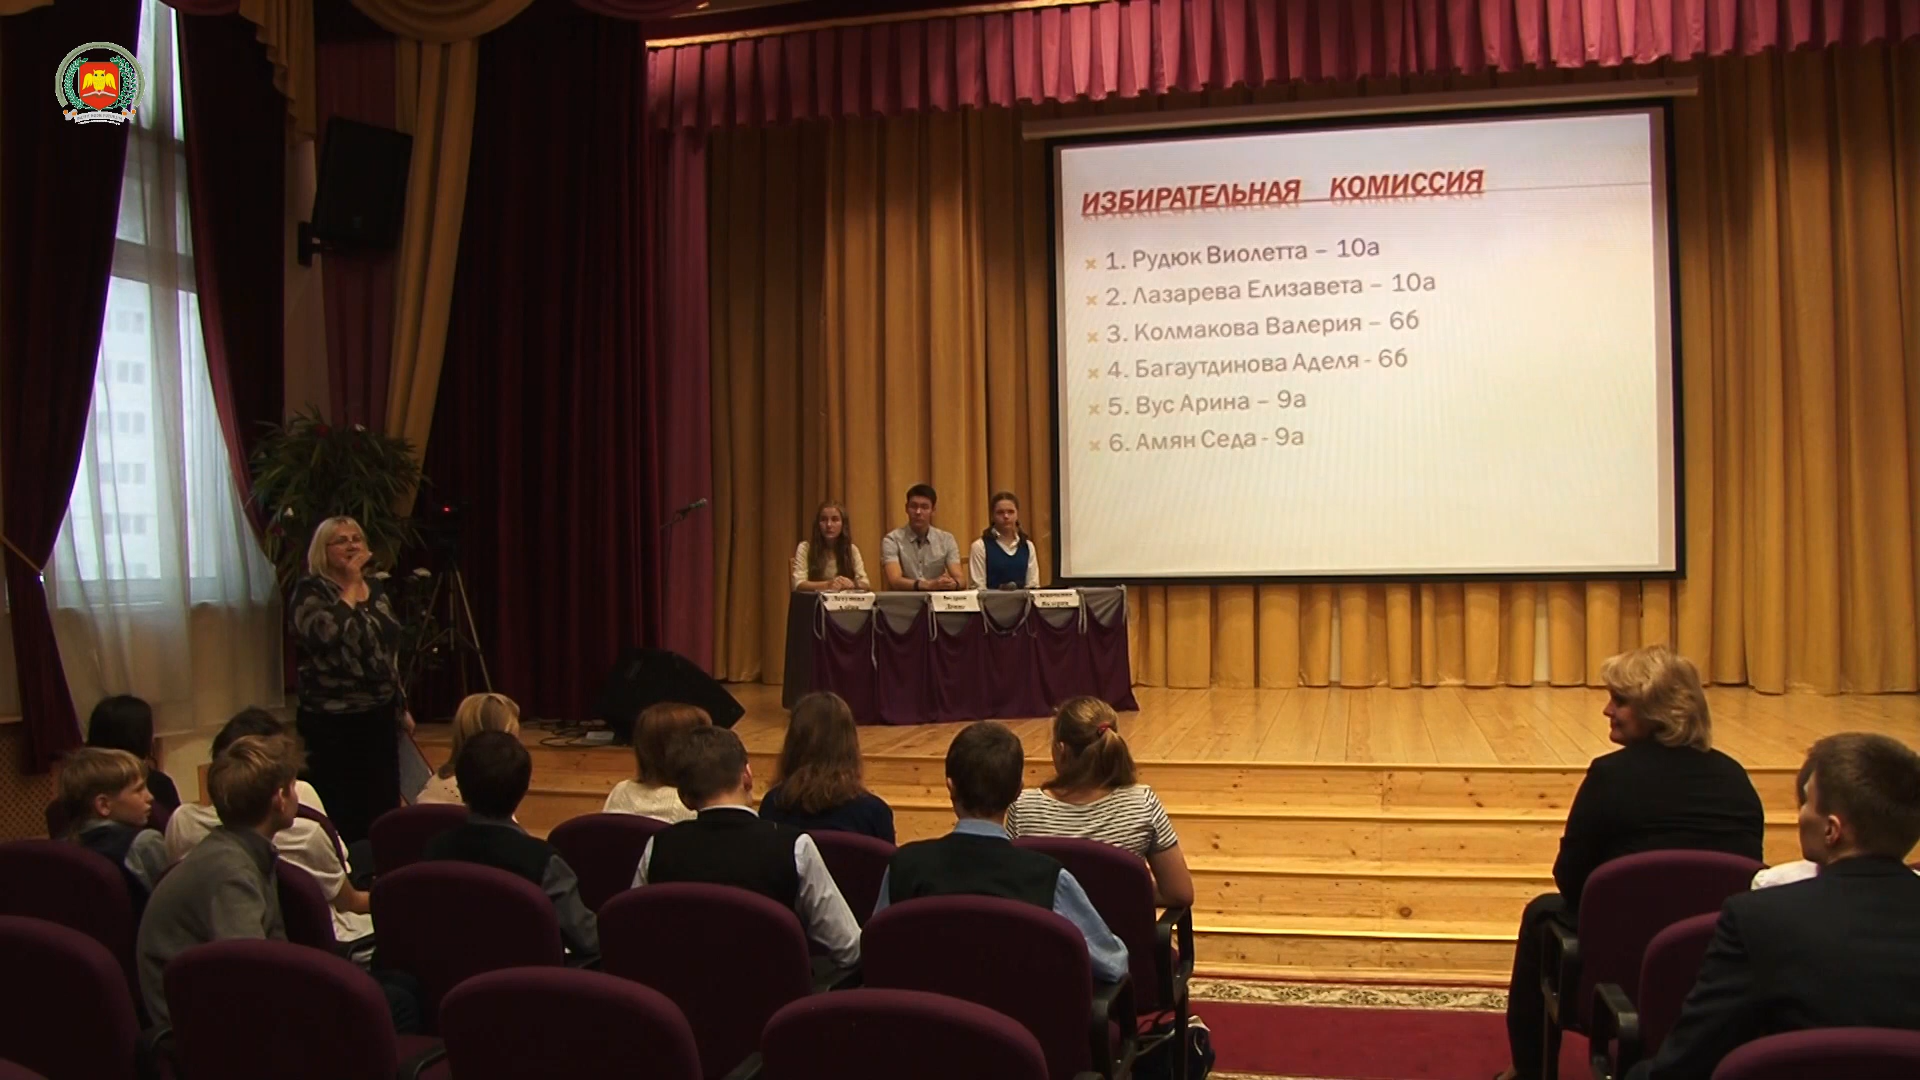 ИЗБИРАТЕЛЬНАЯ КОМИССИЯ
1. Рудюк Виолетта – 10а
2. Лазарева Елизавета – 10а
3. Колмакова Валерия – 6б
4. Багаутдинова Аделя - 6б
5. Вус Арина – 9а
6. Амян Седа - 9а